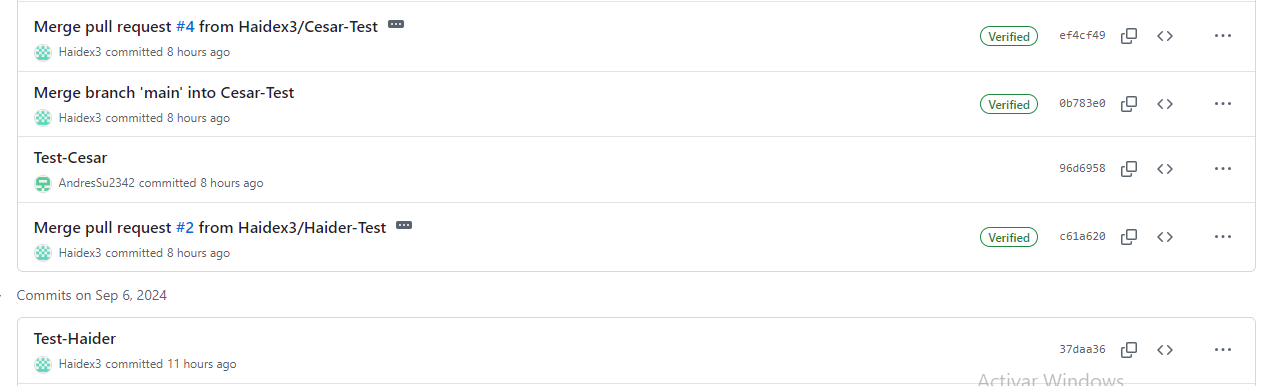 Merge pull request #4 from Haidex3/Cesar-Test
Haidex3 committed 8 hours ago
Verified
ef4cf49
Merge branch 'main' into Cesar-Test
Haidex3 committed 8 hours ago
Verified
0b783e0
Test-Cesar
AndresSu2342 committed 8 hours ago
96d6958
Merge pull request #2 from Haidex3/Haider-Test
Haidex3 committed 8 hours ago
Verified
c61a620
Commits on Sep 6, 2024
Test-Haider
Haidex3 committed 11 hours ago
37daa36
Activar Windows